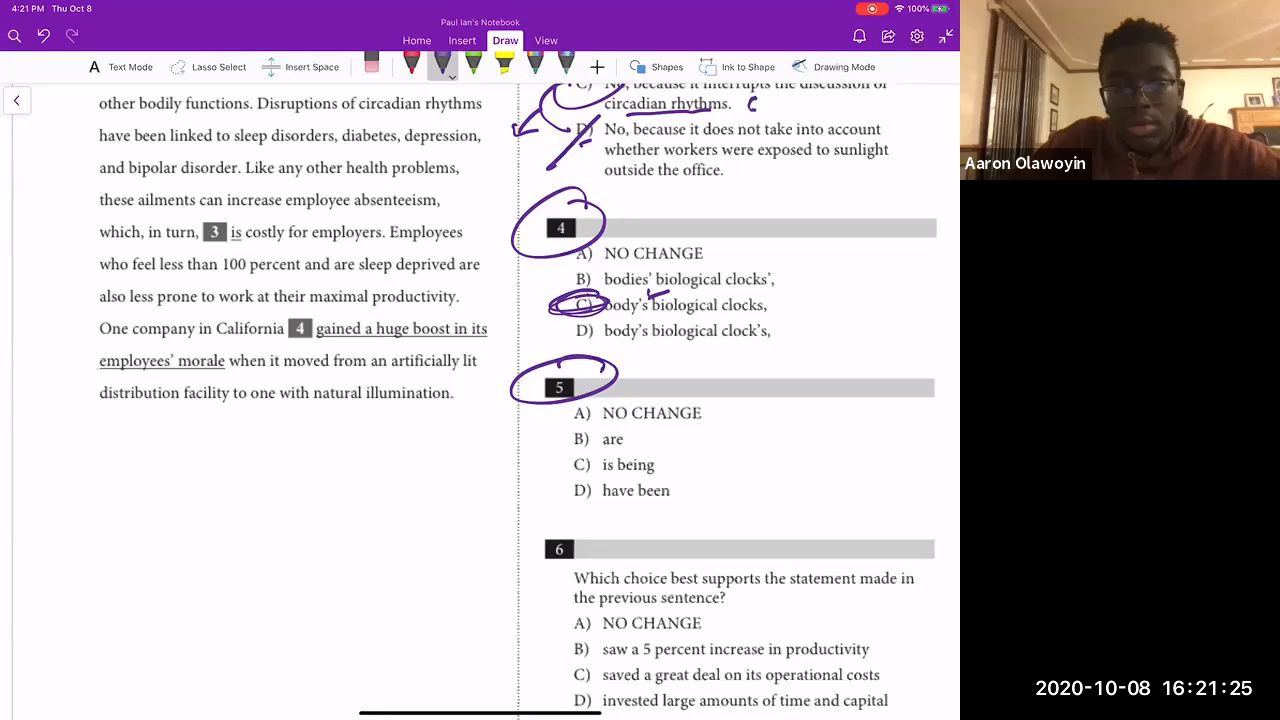 4:21 PM Thu Oct 8
100%
Paul Ian's Notebook
Home Insert Draw View
Text Mode Lasso Select Insert Space Shapes Ink to Shape Drawing Mode
other bodily functions. Disruptions of circadian rhythms
have been linked to sleep disorders, diabetes, depression,
and bipolar disorder. Like any other health problems,
these ailments can increase employee absenteeism,
which, in turn, 3 is costly for employers. Employees
who feel less than 100 percent and are sleep deprived are
also less prone to work at their maximal productivity.
One company in California 4 gained a huge boost in its
employees' morale when it moved from an artificially lit
distribution facility to one with natural illumination.
C) No, because it interrupts the discussion of
circadian rhythms.
D) No, because it does not take into account
whether workers were exposed to sunlight
outside the office.
4
A) NO CHANGE
B) bodies' biological clocks',
C) body's biological clocks,
D) body's biological clock's,
5
A) NO CHANGE
B) are
C) is being
D) have been
6
Which choice best supports the statement made in
the previous sentence?
A) NO CHANGE
B) saw a 5 percent increase in productivity
C) saved a great deal on its operational costs
D) invested large amounts of time and capital
Aaron Olawoyin
2020-10-08 16:21:25